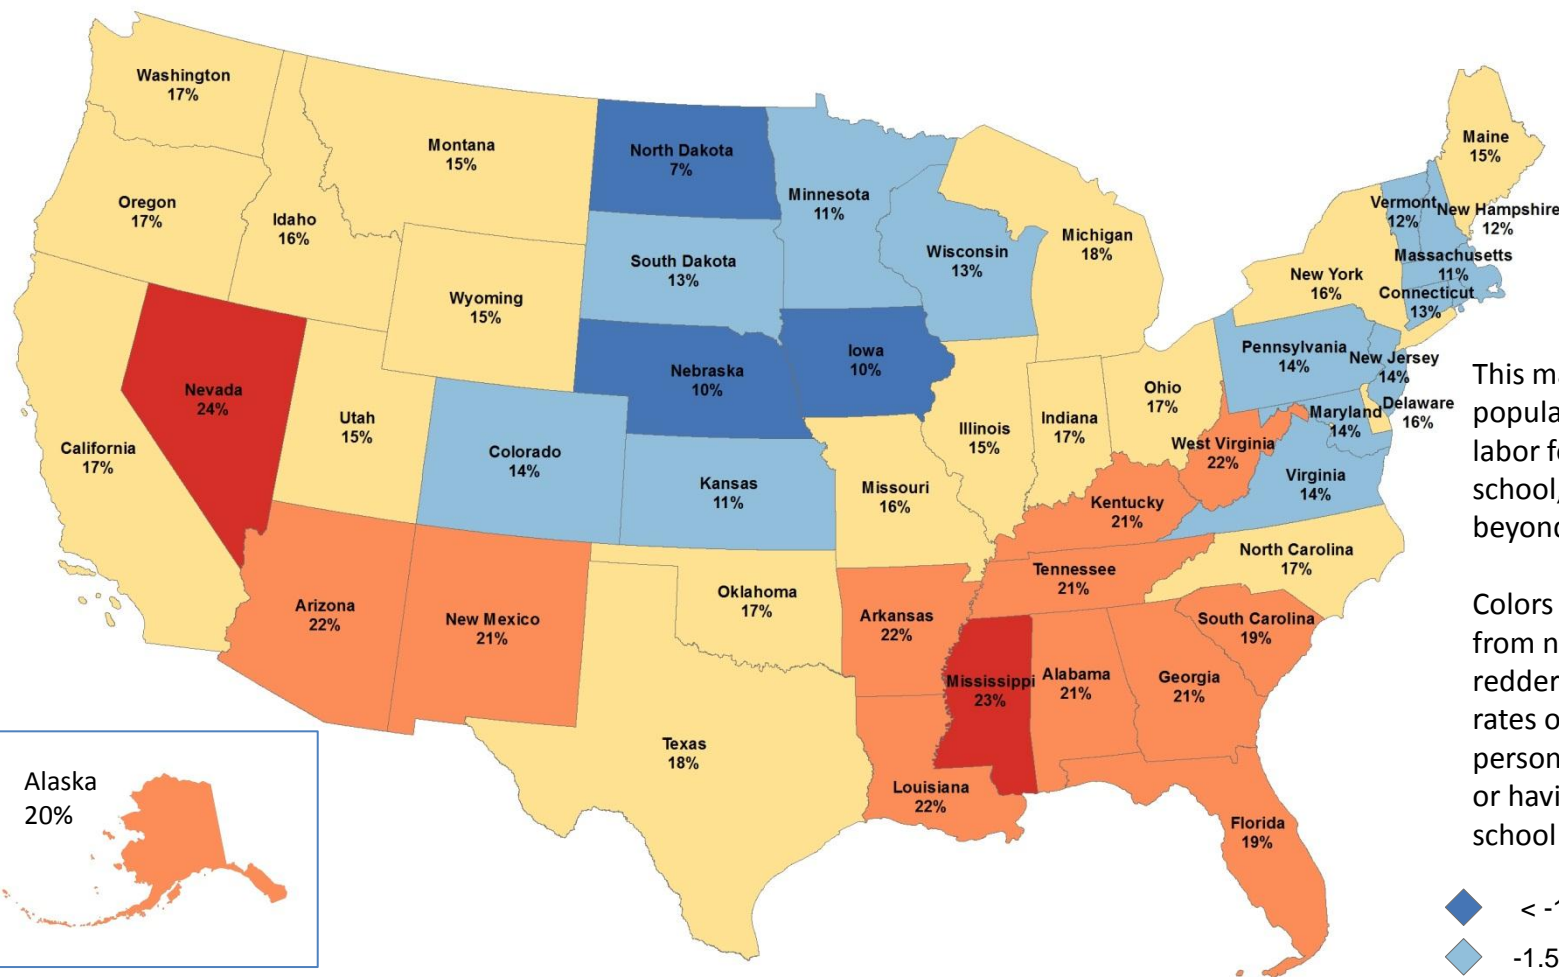 Washington
17%
Oregon
17%
Idaho
16%
Montana
15%
Wyoming
15%
California
17%
Nevada
24%
Utah
15%
Colorado
14%
Arizona
22%
New Mexico
21%
North Dakota
7%
South Dakota
13%
Nebraska
10%
Kansas
11%
Oklahoma
17%
Texas
18%
Minnesota
11%
Iowa
10%
Missouri
16%
Arkansas
22%
Louisiana
22%
Wisconsin
13%
Illinois
15%
Michigan
18%
Indiana
17%
Ohio
17%
Kentucky
21%
Tennessee
21%
Mississippi
23%
Alabama
21%
Georgia
21%
Florida
19%
South Carolina
19%
North Carolina
17%
Virginia
14%
West Virginia
22%
Maryland
14%
Delaware
16%
Pennsylvania
14%
New Jersey
14%
New York
16%
Connecticut
13%
Massachusetts
11%
Vermont
12%
New Hampshire
12%
Maine
15%
Alaska
20%
This ma
popula
labor fo
school,
beyond
Colors
from n
redder
rates o
person
or havi
school
< -1
-1.5